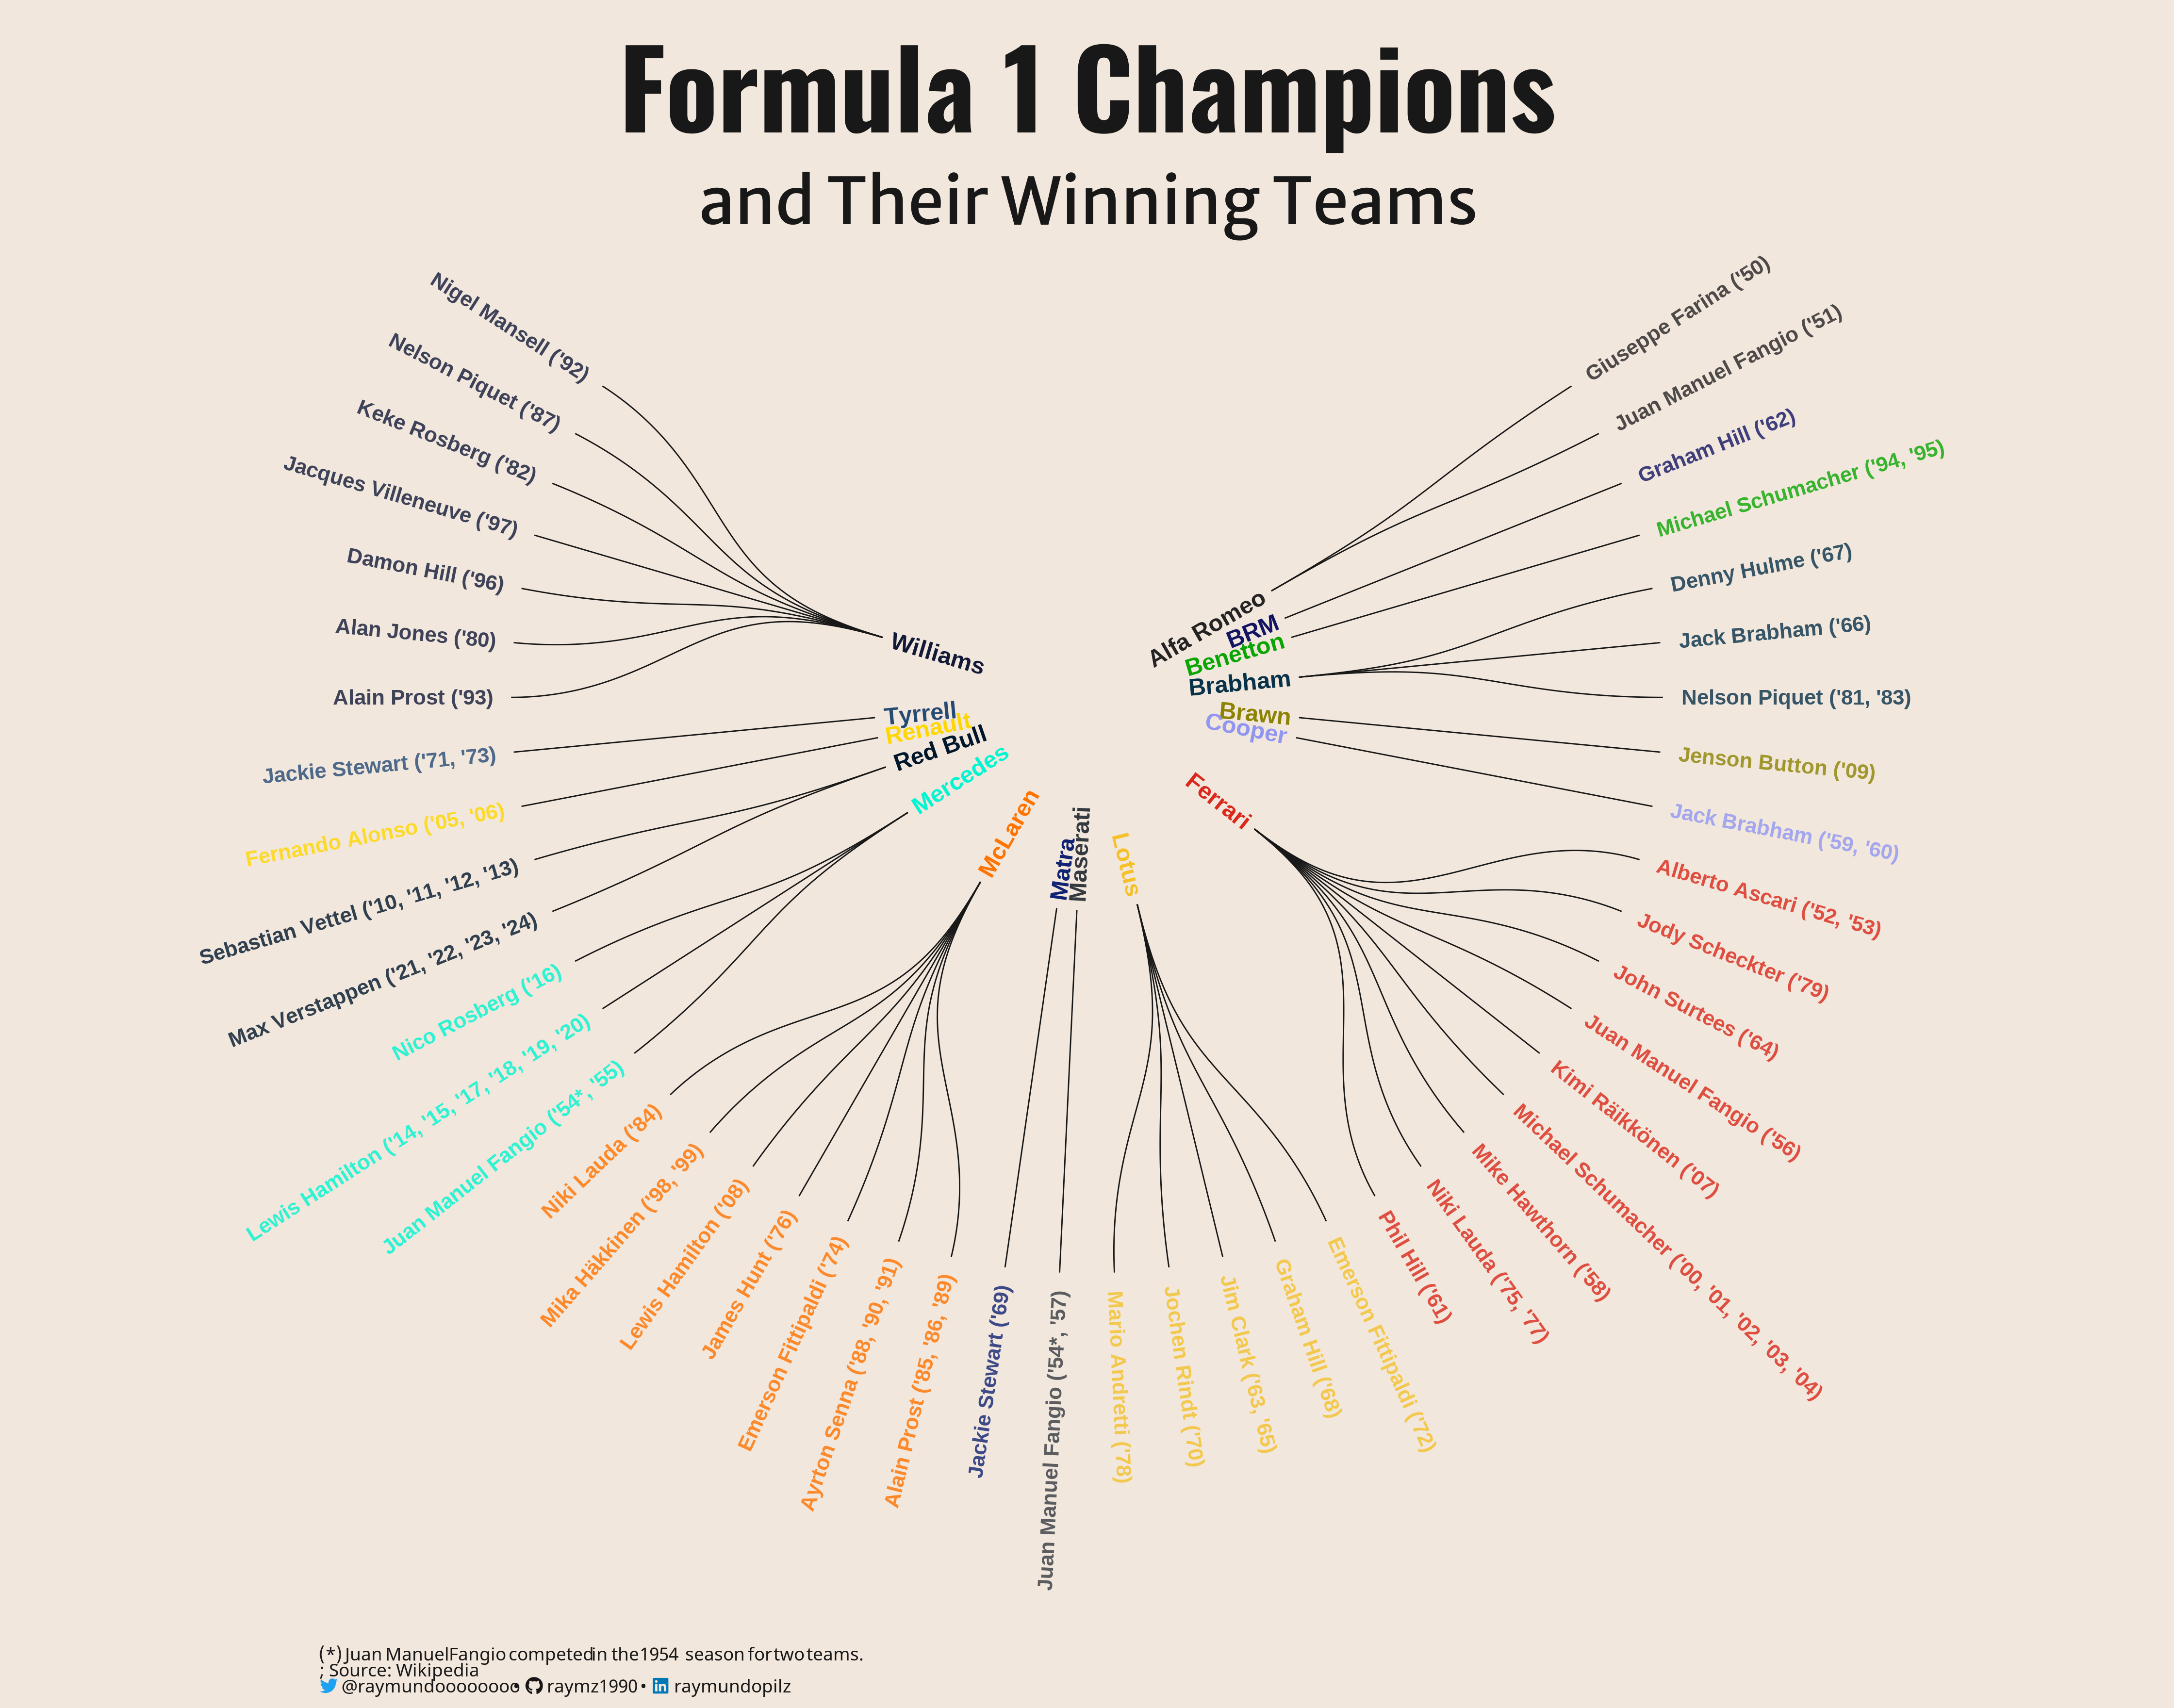 Formula 1 Champions
and Their Winning Teams
Nigel Mansell ('92)
Nelson Piquet ('87)
Keke Rosberg ('82)
Jacques Villeneuve ('97)
Damon Hill ('96)
Alan Jones ('80)
Alain Prost ('93)
Williams
Jackie Stewart ('71, '73)
Tyrrell
Fernando Alonso ('05, '06)
Renault
Sebastian Vettel ('10, '11, '12, '13)
Max Verstappen ('21, '22, '23, '24)
Red Bull
Nico Rosberg ('16)
Lewis Hamilton ('14, '15, '17, '18, '19, '20)
Juan Manuel Fangio ('54*, '55)
Mercedes
Niki Lauda ('84)
Mika Häkkinen ('98, '99)
Lewis Hamilton ('08)
James Hunt ('76)
Emerson Fittipaldi ('74)
Ayrton Senna ('88, '90, '91)
Alain Prost ('85, '86, '89)
McLaren
Jackie Stewart ('69)
Matra
Juan Manuel Fangio ('54*, '57)
Maserati
Mario Andretti ('78)
Jochen Rindt ('70)
Jim Clark ('63, '65)
Graham Hill ('68)
Emerson Fittipaldi ('72)
Lotus
Phil Hill ('61)
Niki Lauda ('75, '77)
Mike Hawthorn ('58)
Michael Schumacher ('00, '01, '02, '03, '04)
Kimi Räikkönen ('07)
Juan Manuel Fangio ('56)
John Surtees ('64)
Jody Scheckter ('79)
Alberto Ascari ('52, '53)
Ferrari
Jack Brabham ('59, '60)
Cooper
Jenson Button ('09)
Brawn
Nelson Piquet ('81, '83)
Jack Brabham ('66)
Denny Hulme ('67)
Brabham
Michael Schumacher ('94, '95)
Benetton
Graham Hill ('62)
BRM
Juan Manuel Fangio ('51)
Giuseppe Farina ('50)
Alfa Romeo
(*) Juan Manuel Fangio competed in the 1954 season for two teams.
; Source: Wikipedia
@raymundoooooooo • raymz1990 • raymundopilz